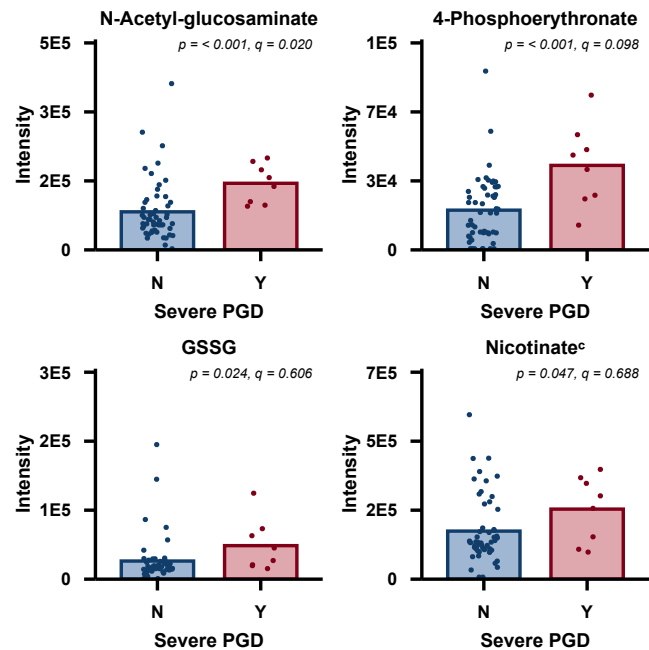 N-Acetyl-glucosaminate
p = < 0.001, q = 0.020
5E5
3E5
2E5
0
Intensity
N
Y
Severe PGD
4-Phosphoerythronate
p = < 0.001, q = 0.098
1E5
7E4
3E4
0
Intensity
N
Y
Severe PGD
GSSG
p = 0.024, q = 0.606
3E5
2E5
1E5
0
Intensity
N
Y
Severe PGD
Nicotinateᶜ
p = 0.047, q = 0.688
7E5
5E5
2E5
0
Intensity
N
Y
Severe PGD